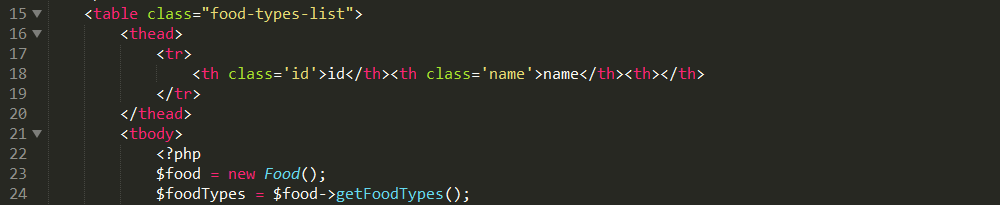 15 <table class="food-types-list">
16 <thead>
17 <tr>
18 <th class='id'>id</th><th class='name'>name</th><th></th>
19 </tr>
20 </thead>
21 <tbody>
22 <?php
23 $food = new Food();
24 $foodTypes = $food->getFoodTypes();